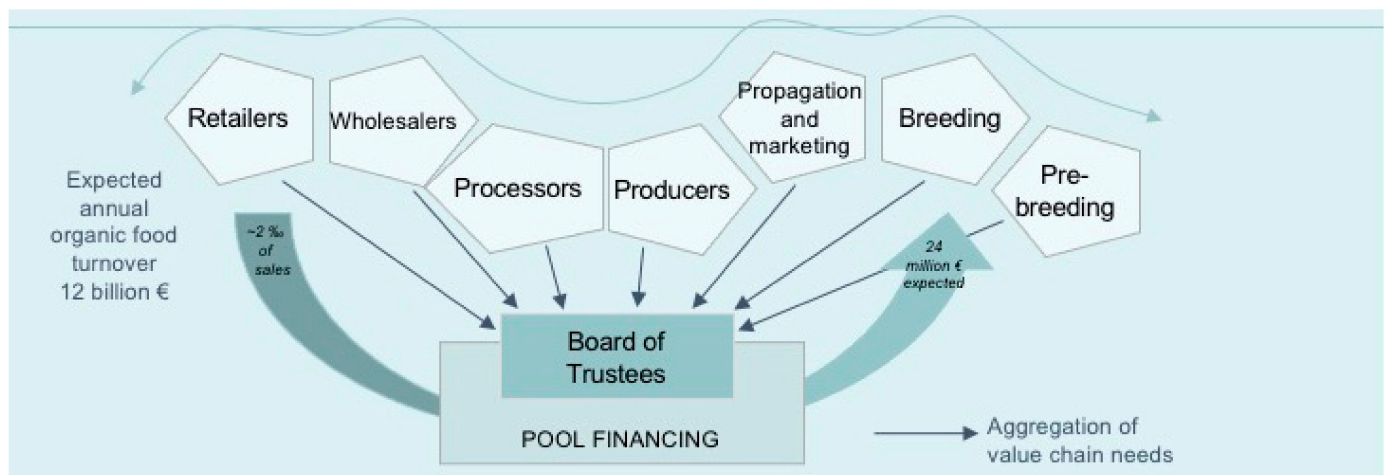 Retailers
Wholesalers
Processors
Producers
Propagation
and
marketing
Breeding
Pre-
breeding
Expected
annual
organic food
turnover
12 billion €
~2 ‰
of
sales
24
million €
expected
Board of
Trustees
POOL FINANCING
Aggregation of
value chain needs